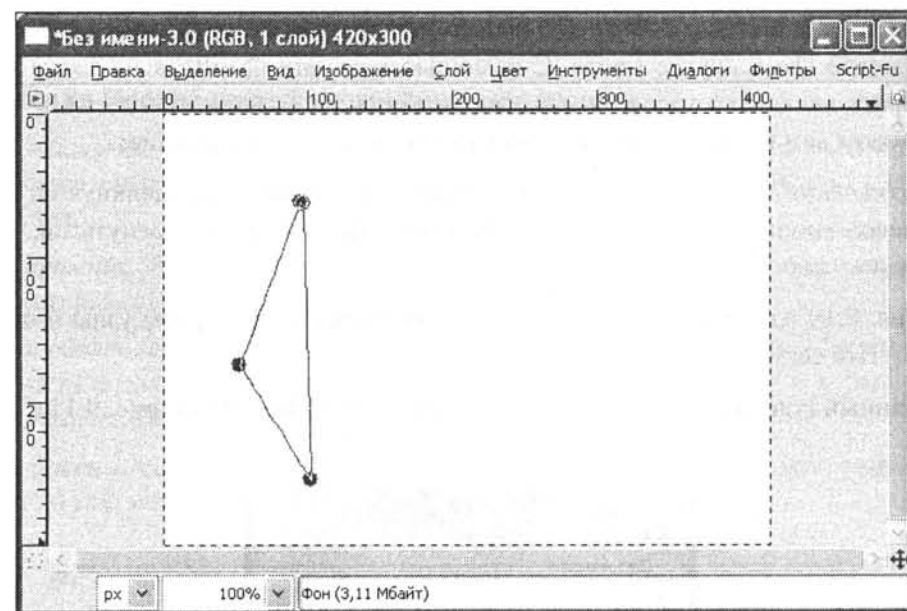 *Без имени-3.0 (RGB, 1 слой) 420x300
Файл Правка Выделение Вид Изображение Слой Цвет Инструменты Диалоги Фильтры Script-Fu
0 100 200 300 400
0
100
200
px 100% Фон (3,11 Мбайт)